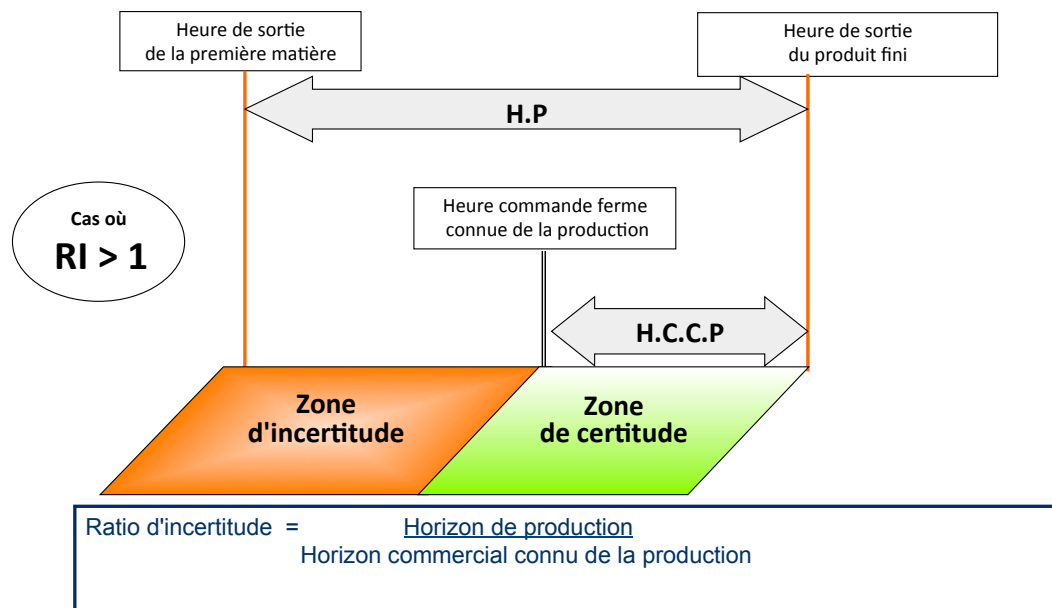 Heure de sortie
de la première matière
Heure de sortie
du produit fini
H.P
Cas où
RI > 1
Heure commande ferme
connue de la production
H.C.C.P
Zone
d'incertitude
Zone
de certitude
Ratio d'incertitude = Horizon de production
Horizon commercial connu de la production